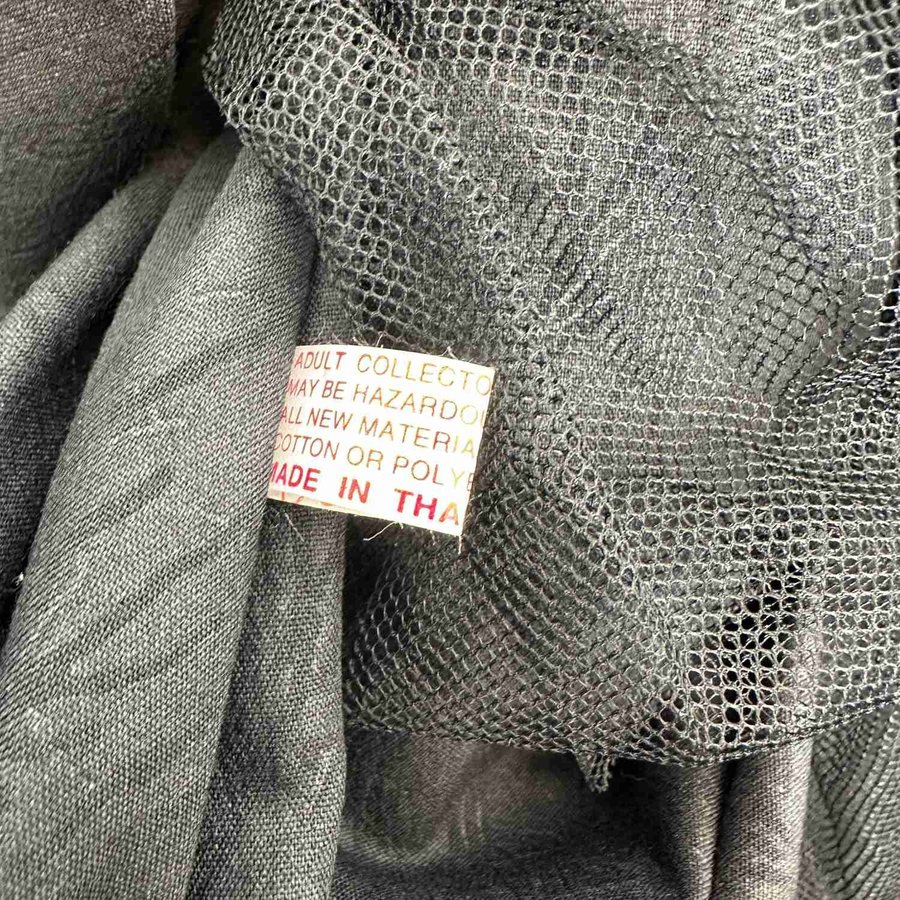 ADULT COLLECTO
MAY BE HAZARDO
ALL NEW MATERIA
COTTON OR POLYE
MADE IN THA